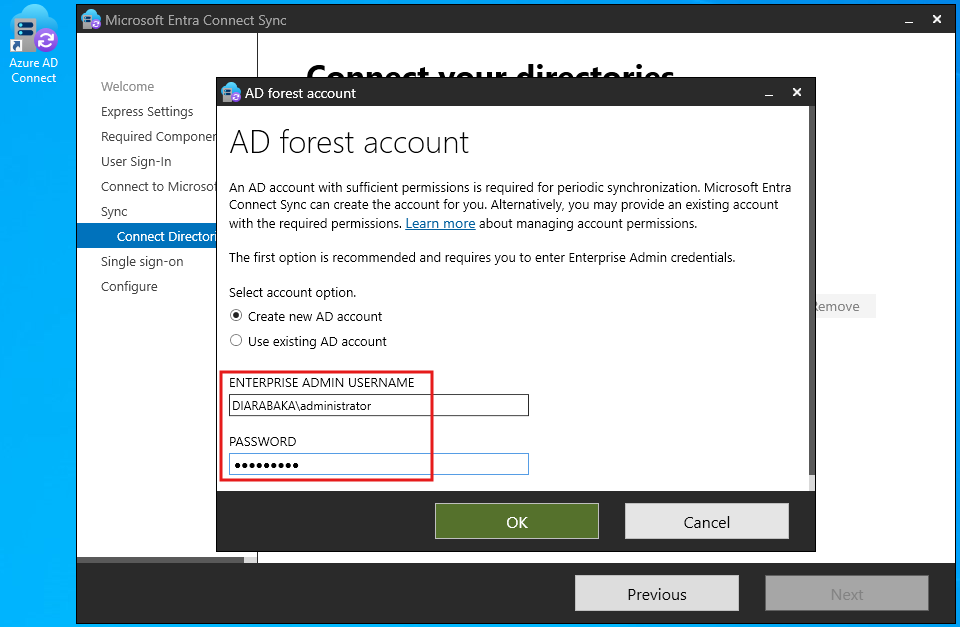 Azure AD
Connect
Microsoft Entra Connect Sync
Welcome
Express Settings
Required Componen
User Sign-In
Connect to Microsof
Sync
Connect Directori
Single sign-on
Configure
Connect your directories
AD forest account
AD forest account
An AD account with sufficient permissions is required for periodic synchronization. Microsoft Entra
Connect Sync can create the account for you. Alternatively, you may provide an existing account
with the required permissions. Learn more about managing account permissions.
The first option is recommended and requires you to enter Enterprise Admin credentials.
Select account option.
Create new AD account
Use existing AD account
ENTERPRISE ADMIN USERNAME
DIARABAKA\administrator
PASSWORD
●●●●●●●●●
OK
Cancel
Remove
Previous
Next